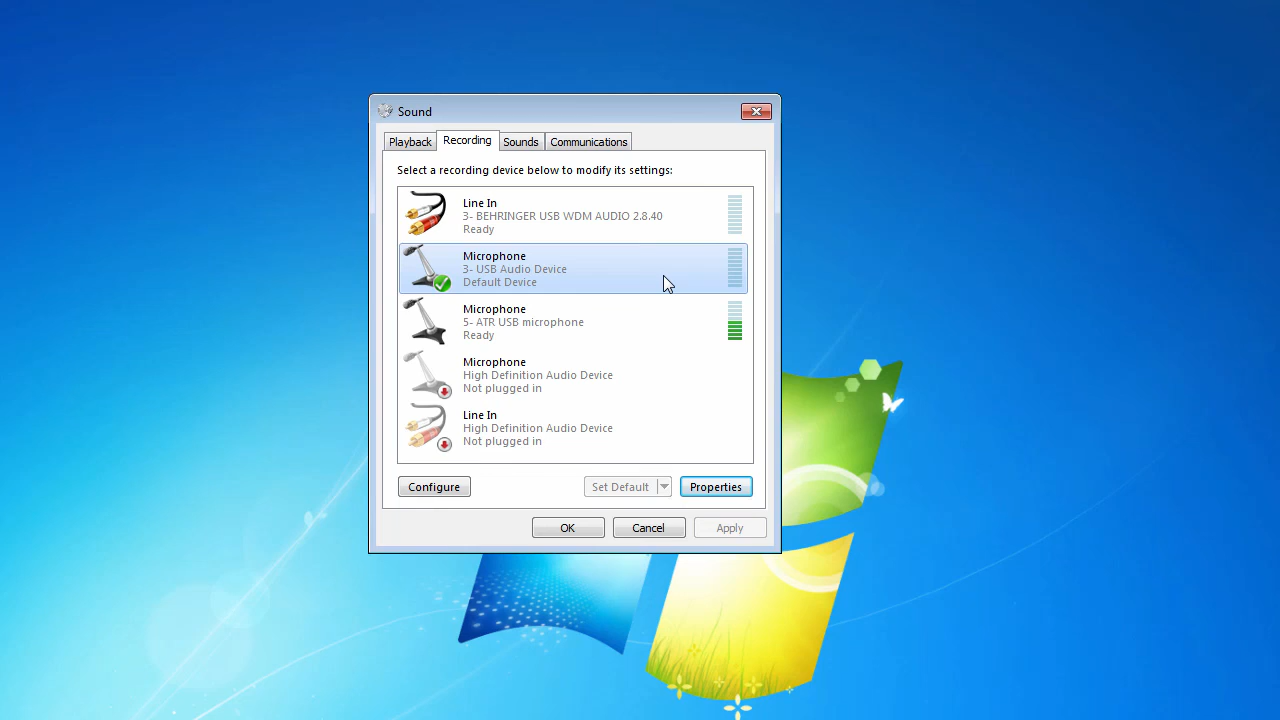 Sound
Playback Recording Sounds Communications
Select a recording device below to modify its settings:
Line In
3- BEHRINGER USB WDM AUDIO 2.8.40
Ready
Microphone
3- USB Audio Device
Default Device
Microphone
5- ATR USB microphone
Ready
Microphone
High Definition Audio Device
Not plugged in
Line In
High Definition Audio Device
Not plugged in
Configure Set Default Properties
OK Cancel Apply